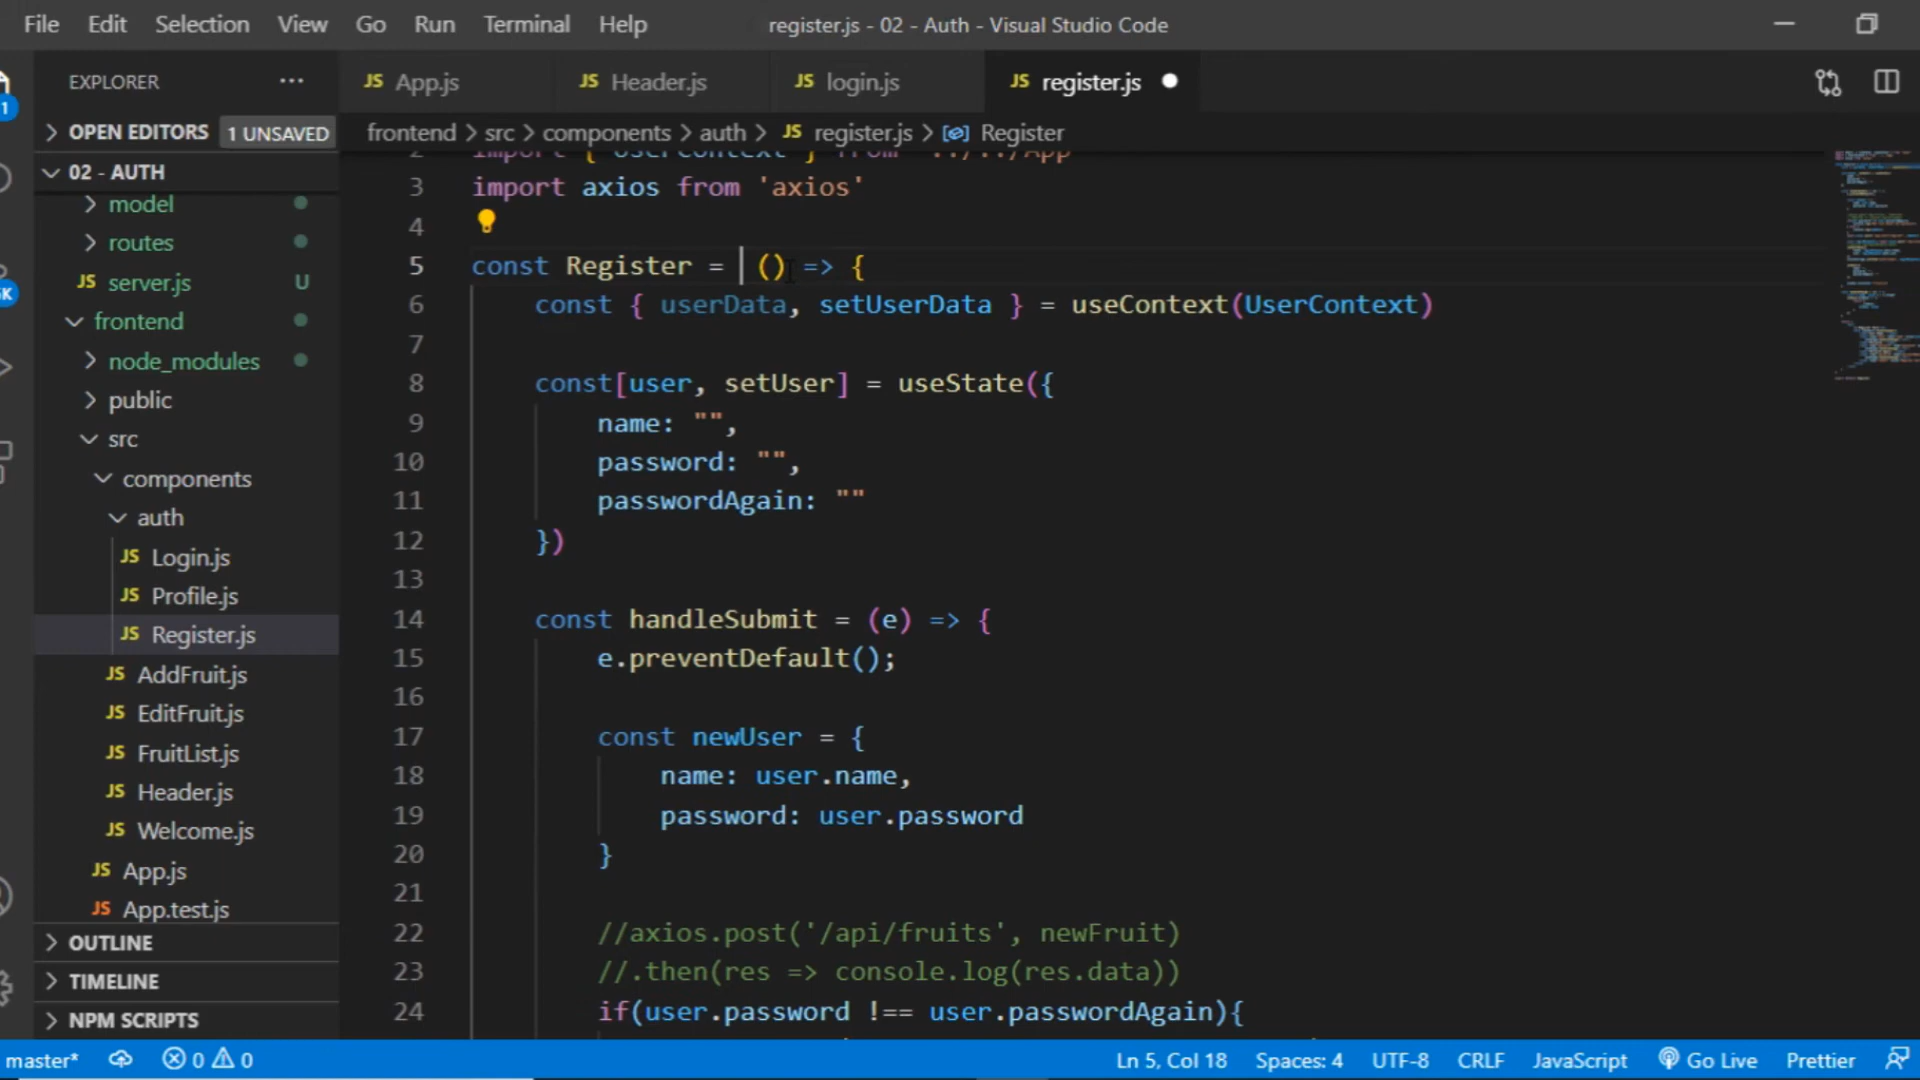 File Edit Selection View Go Run Terminal Help register.js - 02 - Auth - Visual Studio Code
EXPLORER ...
JS App.js JS Header.js JS login.js JS register.js
1
OPEN EDITORS 1 UNSAVED
frontend > src > components > auth > JS register.js > Register
02 - AUTH
model
routes
JS server.js U
frontend
node_modules
public
src
components
auth
JS Login.js
JS Profile.js
JS Register.js
JS AddFruit.js
JS EditFruit.js
JS FruitList.js
JS Header.js
JS Welcome.js
JS App.js
JS App.test.js
OUTLINE
TIMELINE
NPM SCRIPTS
2 import { UserContext } from '../../App
3 import axios from 'axios'
4
5 const Register = () => {
6 const { userData, setUserData } = useContext(UserContext)
7
8 const[user, setUser] = useState({
9 name: "",
10 password: "",
11 passwordAgain: ""
12 })
13
14 const handleSubmit = (e) => {
15 e.preventDefault();
16
17 const newUser = {
18 name: user.name,
19 password: user.password
20 }
21
22 //axios.post('/api/fruits', newFruit)
23 //.then(res => console.log(res.data))
24 if(user.password !== user.passwordAgain){
master* 0 0 Ln 5, Col 18 Spaces: 4 UTF-8 CRLF JavaScript Go Live Prettier